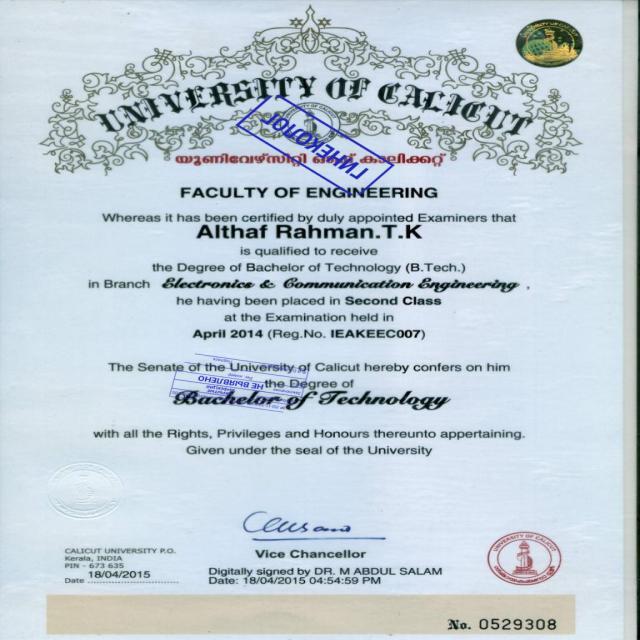 UNIVERSITY OF CALICUT
യൂണിവേഴ്സിറ്റി ഓഫ് കാലിക്കറ്റ്
ГИНЕКОЛОГ
FACULTY OF ENGINEERING
Whereas it has been certified by duly appointed Examiners that
Althaf Rahman.T.K
is qualified to receive
the Degree of Bachelor of Technology (B.Tech.)
in Branch Electronics & Communication Engineering ,
he having been placed in Second Class
at the Examination held in
April 2014 (Reg.No. IEAKEEC007)
The Senate of the University of Calicut hereby confers on him
the Degree of
НЕ ВЫЯВЛЕНО
Bachelor of Technology
with all the Rights, Privileges and Honours thereunto appertaining.
Given under the seal of the University
CALICUT UNIVERSITY P.O.
Kerala, INDIA
PIN - 673 635
Date 18/04/2015
Vice Chancellor
Digitally signed by DR. M ABDUL SALAM
Date: 18/04/2015 04:54:59 PM
UNIVERSITY OF CALICUT
No. 0529308